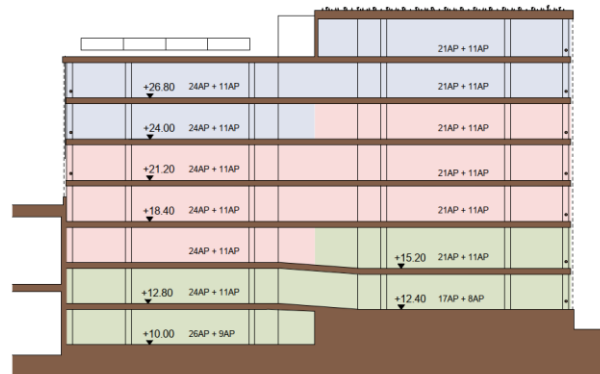 21AP + 11AP
+26.80 24AP + 11AP 21AP + 11AP
+24.00 24AP + 11AP 21AP + 11AP
+21.20 24AP + 11AP 21AP + 11AP
+18.40 24AP + 11AP 21AP + 11AP
24AP + 11AP +15.20 21AP + 11AP
+12.80 24AP + 11AP +12.40 17AP + 8AP
+10.00 26AP + 9AP